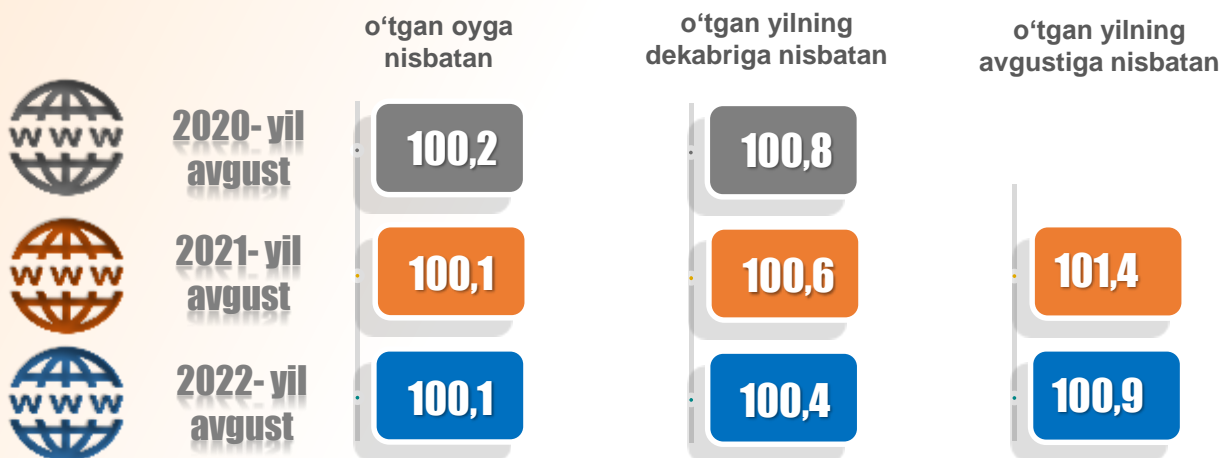 o‘tgan oyga
nisbatan
o‘tgan yilning
dekabriga nisbatan
o‘tgan yilning
avgustiga nisbatan
WWW
2020- yil
avgust
100,2
100,8
WWW
2021- yil
avgust
100,1
100,6
101,4
WWW
2022- yil
avgust
100,1
100,4
100,9